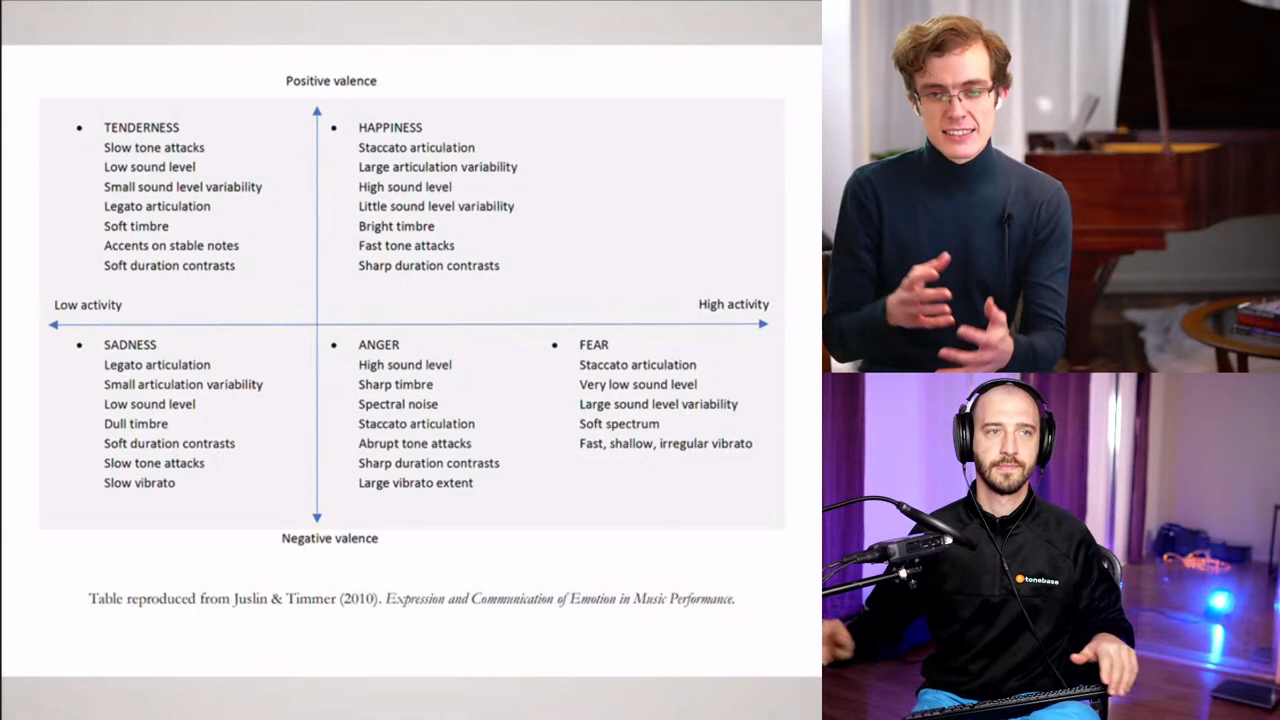 Positive valence
• TENDERNESS
Slow tone attacks
Low sound level
Small sound level variability
Legato articulation
Soft timbre
Accents on stable notes
Soft duration contrasts
• HAPPINESS
Staccato articulation
Large articulation variability
High sound level
Little sound level variability
Bright timbre
Fast tone attacks
Sharp duration contrasts
Low activity
High activity
• SADNESS
Legato articulation
Small articulation variability
Low sound level
Dull timbre
Soft duration contrasts
Slow tone attacks
Slow vibrato
• ANGER
High sound level
Sharp timbre
Spectral noise
Staccato articulation
Abrupt tone attacks
Sharp duration contrasts
Large vibrato extent
• FEAR
Staccato articulation
Very low sound level
Large sound level variability
Soft spectrum
Fast, shallow, irregular vibrato
Negative valence
Table reproduced from Juslin & Timmer (2010). Expression and Communication of Emotion in Music Performance.
tonebase